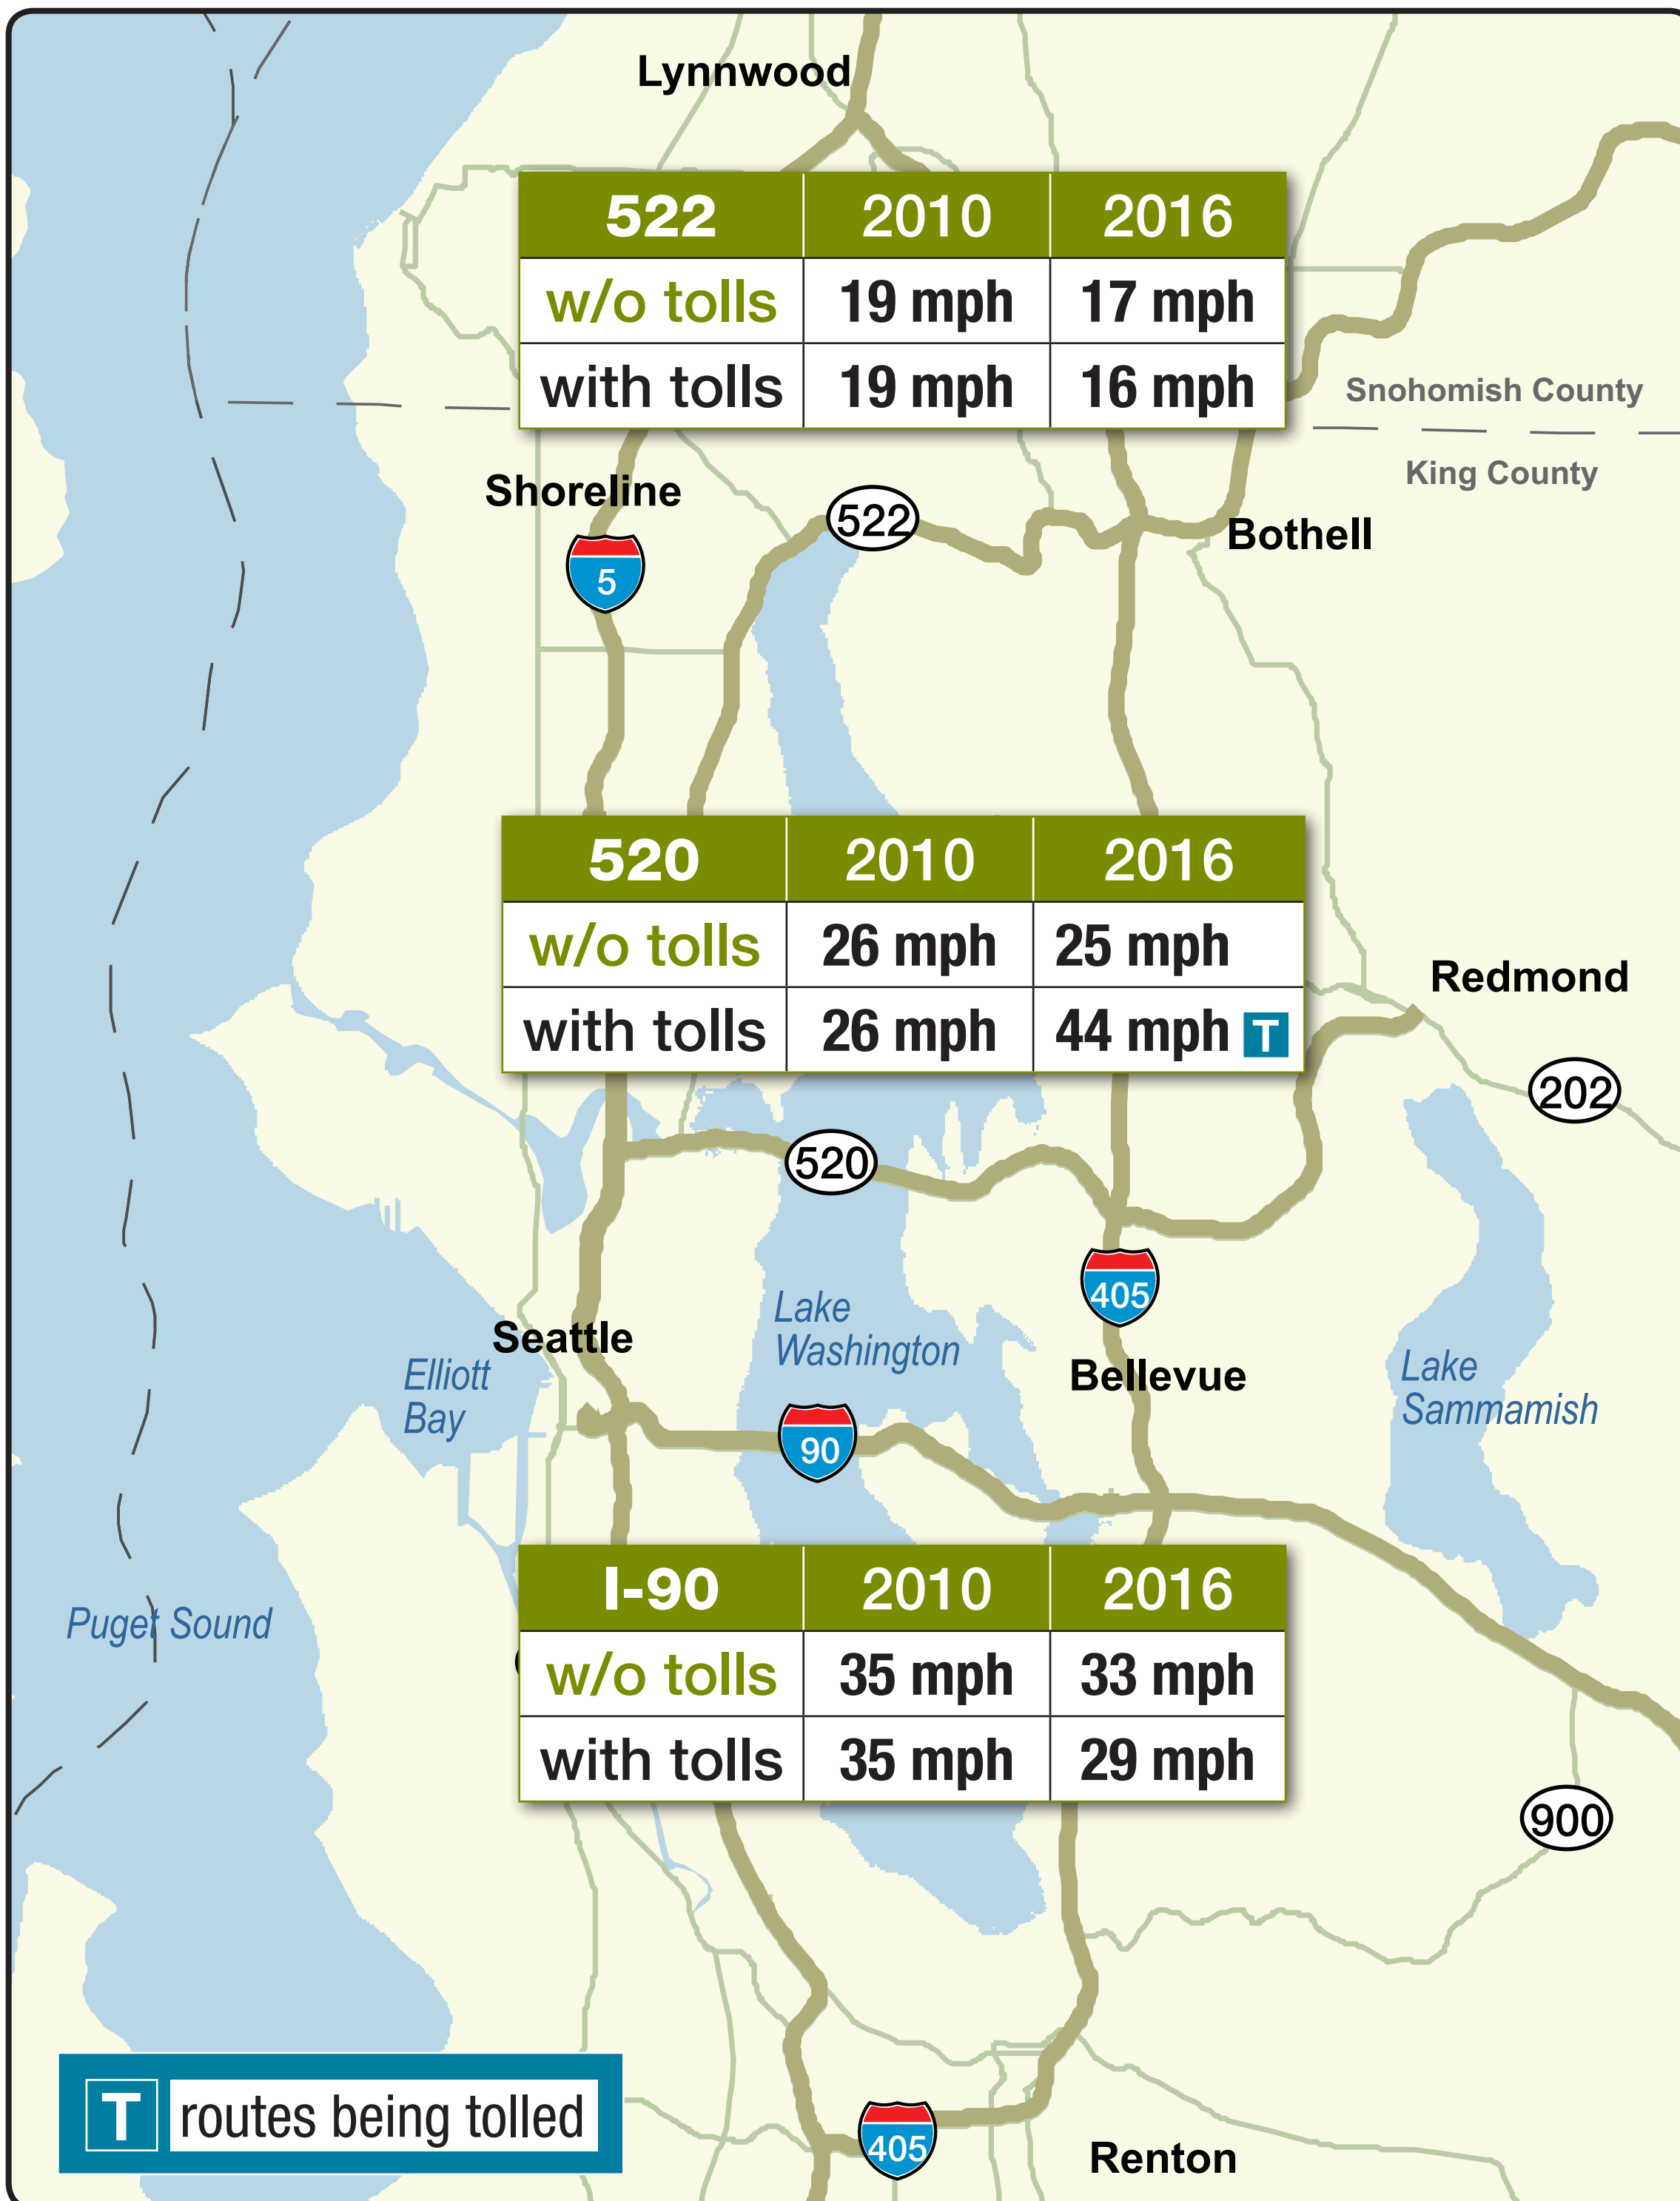 Lynnwood
522 2010 2016
w/o tolls 19 mph 17 mph
with tolls 19 mph 16 mph
Snohomish County
King County
Shoreline
522
Bothell
5
520 2010 2016
w/o tolls 26 mph 25 mph
with tolls 26 mph 44 mph T
Redmond
202
520
405
Lake
Washington
Seattle
Elliott
Bay
Bellevue
Lake
Sammamish
90
I-90 2010 2016
w/o tolls 35 mph 33 mph
with tolls 35 mph 29 mph
Puget Sound
900
T routes being tolled
405
Renton